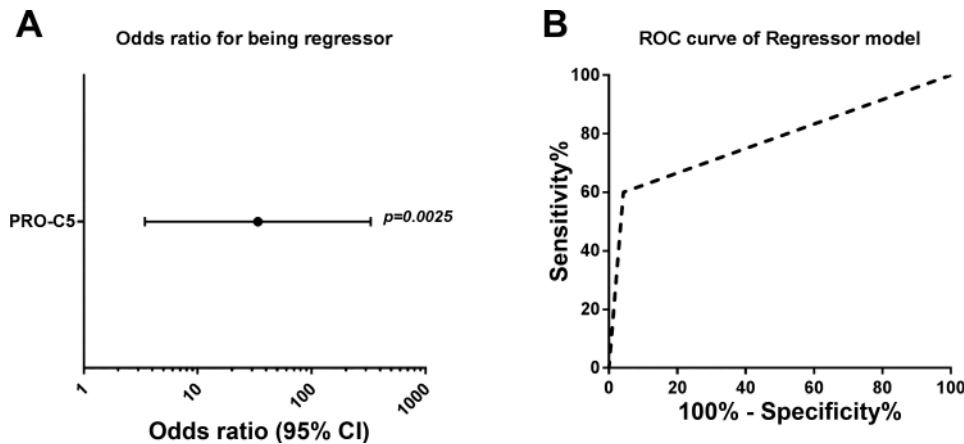 A
Odds ratio for being regressor
PRO-C5
p=0.0025
1
10
100
1000
Odds ratio (95% CI)
B
ROC curve of Regressor model
100
80
60
40
20
0
Sensitivity%
0
20
40
60
80
100
100% - Specificity%